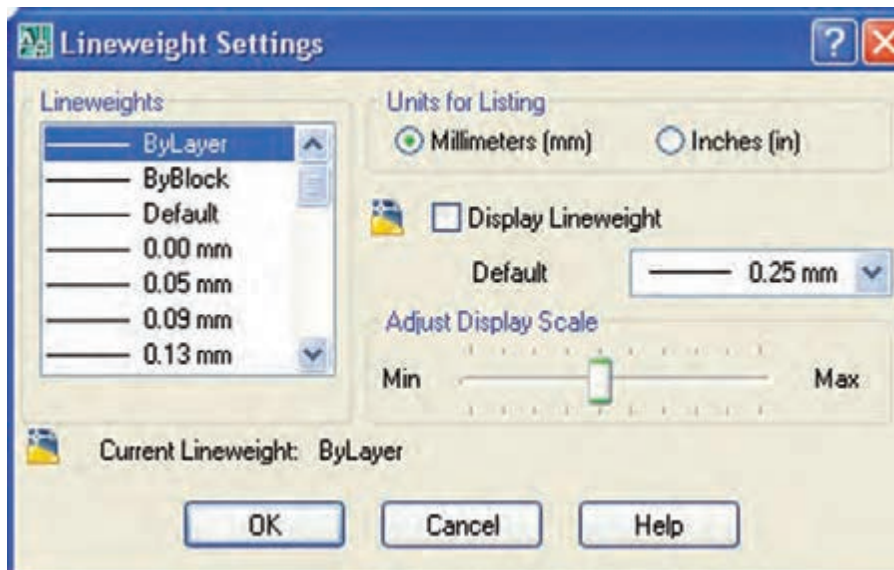 Lineweight Settings
Lineweights
ByLayer
ByBlock
Default
0.00 mm
0.05 mm
0.09 mm
0.13 mm
Units for Listing
Millimeters (mm)
Inches (in)
Display Lineweight
Default
0.25 mm
Adjust Display Scale
Min
Max
Current Lineweight: ByLayer
OK
Cancel
Help